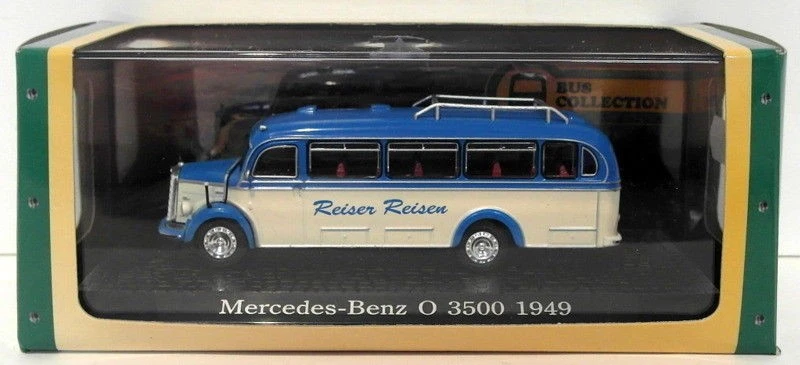 BUS
COLLECTION
Reiser Reisen
Mercedes-Benz O 3500 1949